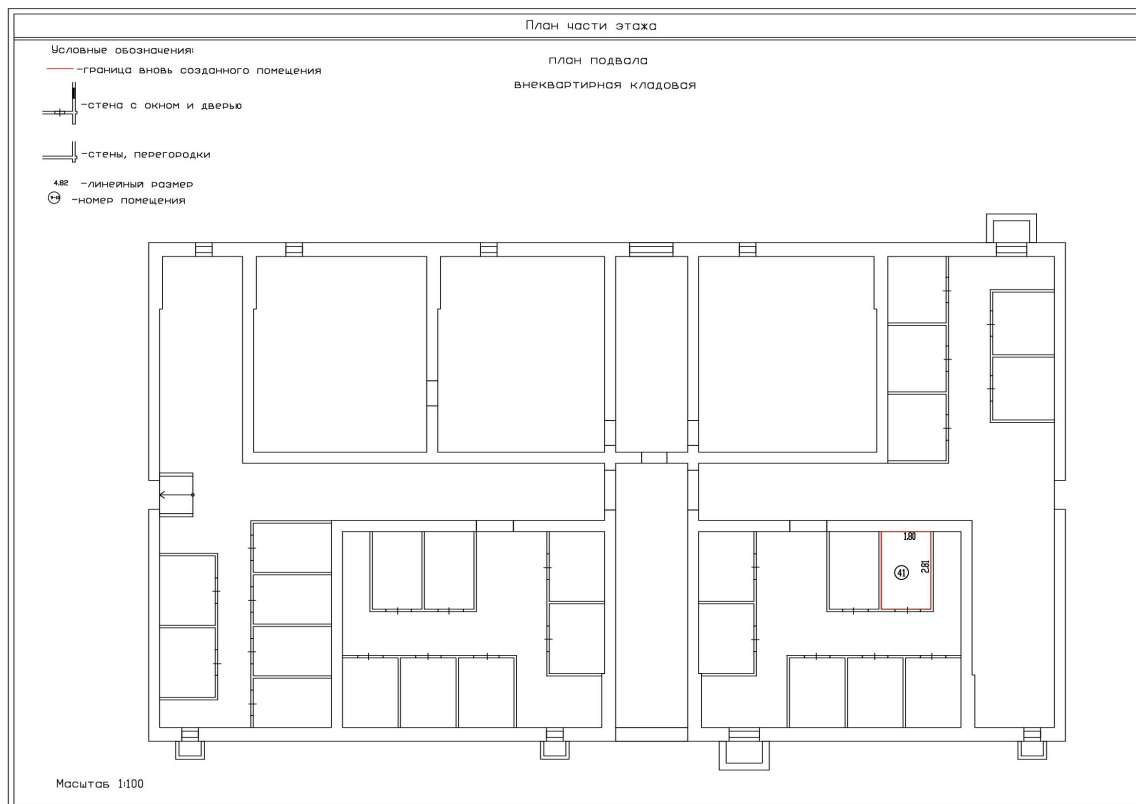 План части этажа
Условные обозначения:
-граница вновь созданного помещения
-стена с окном и дверью
-стены, перегородки
4.82 -линейный размер
-номер помещения
план подвала
внеквартирная кладовая
1.80
2.81
41
Масштаб 1:100